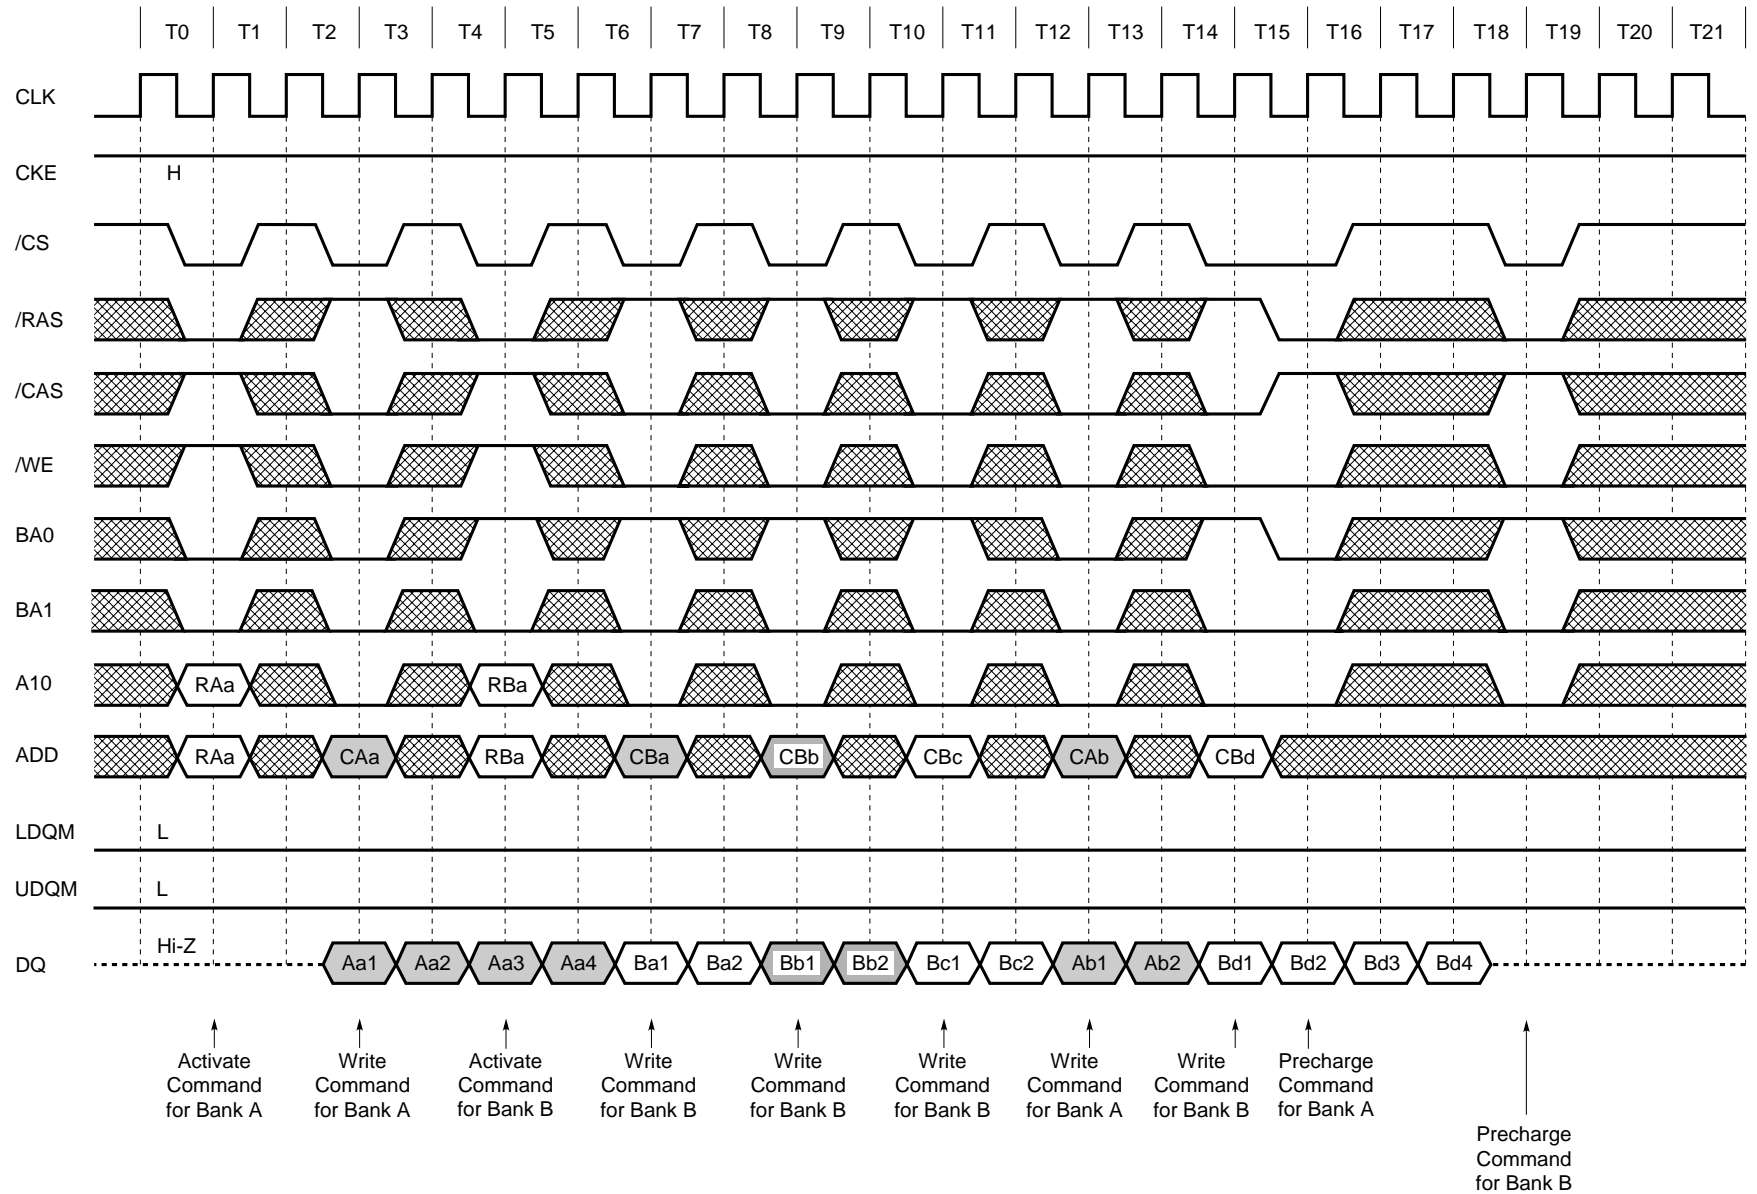 T0 T1 T2 T3 T4 T5 T6 T7 T8 T9 T10 T11 T12 T13 T14 T15 T16 T17 T18 T19 T20 T21
CLK
CKE H
/CS
/RAS
/CAS
/WE
BA0
BA1
A10 RAa RBa
ADD RAa CAa RBa CBa CBb CBc CAb CBd
LDQM L
UDQM L
DQ Hi-Z Aa1 Aa2 Aa3 Aa4 Ba1 Ba2 Bb1 Bb2 Bc1 Bc2 Ab1 Ab2 Bd1 Bd2 Bd3 Bd4
Activate
Command
for Bank A
Write
Command
for Bank A
Activate
Command
for Bank B
Write
Command
for Bank B
Write
Command
for Bank B
Write
Command
for Bank B
Write
Command
for Bank A
Write
Command
for Bank B
Precharge
Command
for Bank A
Precharge
Command
for Bank B